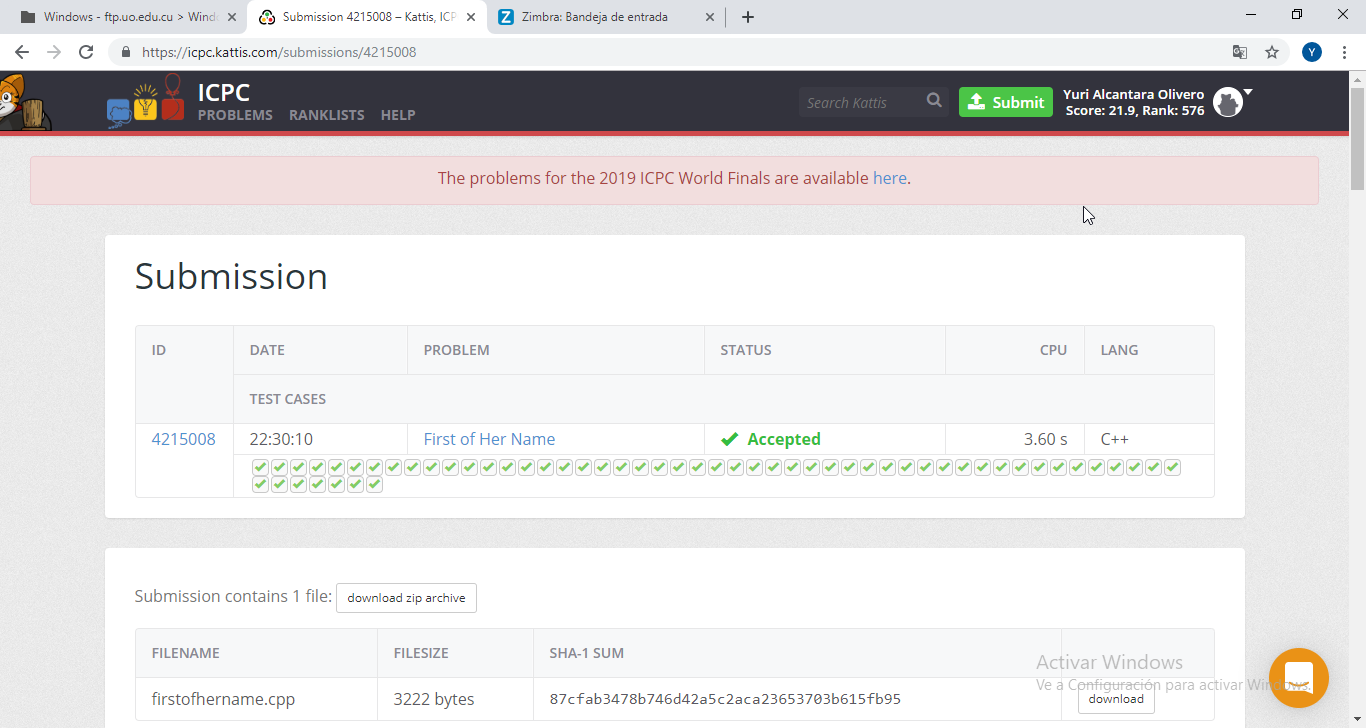 Windows - ftp.uo.edu.cu > Wind
Submission 4215008 – Kattis, ICP
Zimbra: Bandeja de entrada
https://icpc.kattis.com/submissions/4215008
Y
ICPC
PROBLEMS RANKLISTS HELP
Search Kattis
Submit
Yuri Alcantara Olivero
Score: 21.9, Rank: 576
The problems for the 2019 ICPC World Finals are available here.
Submission
ID DATE PROBLEM STATUS CPU LANG
TEST CASES
4215008 22:30:10 First of Her Name Accepted 3.60 s C++
Submission contains 1 file: download zip archive
FILENAME FILESIZE SHA-1 SUM
firstofhername.cpp 3222 bytes 87cfab3478b746d42a5c2aca23653703b615fb95 download
Activar Windows
Ve a Configuración para activar Windows.